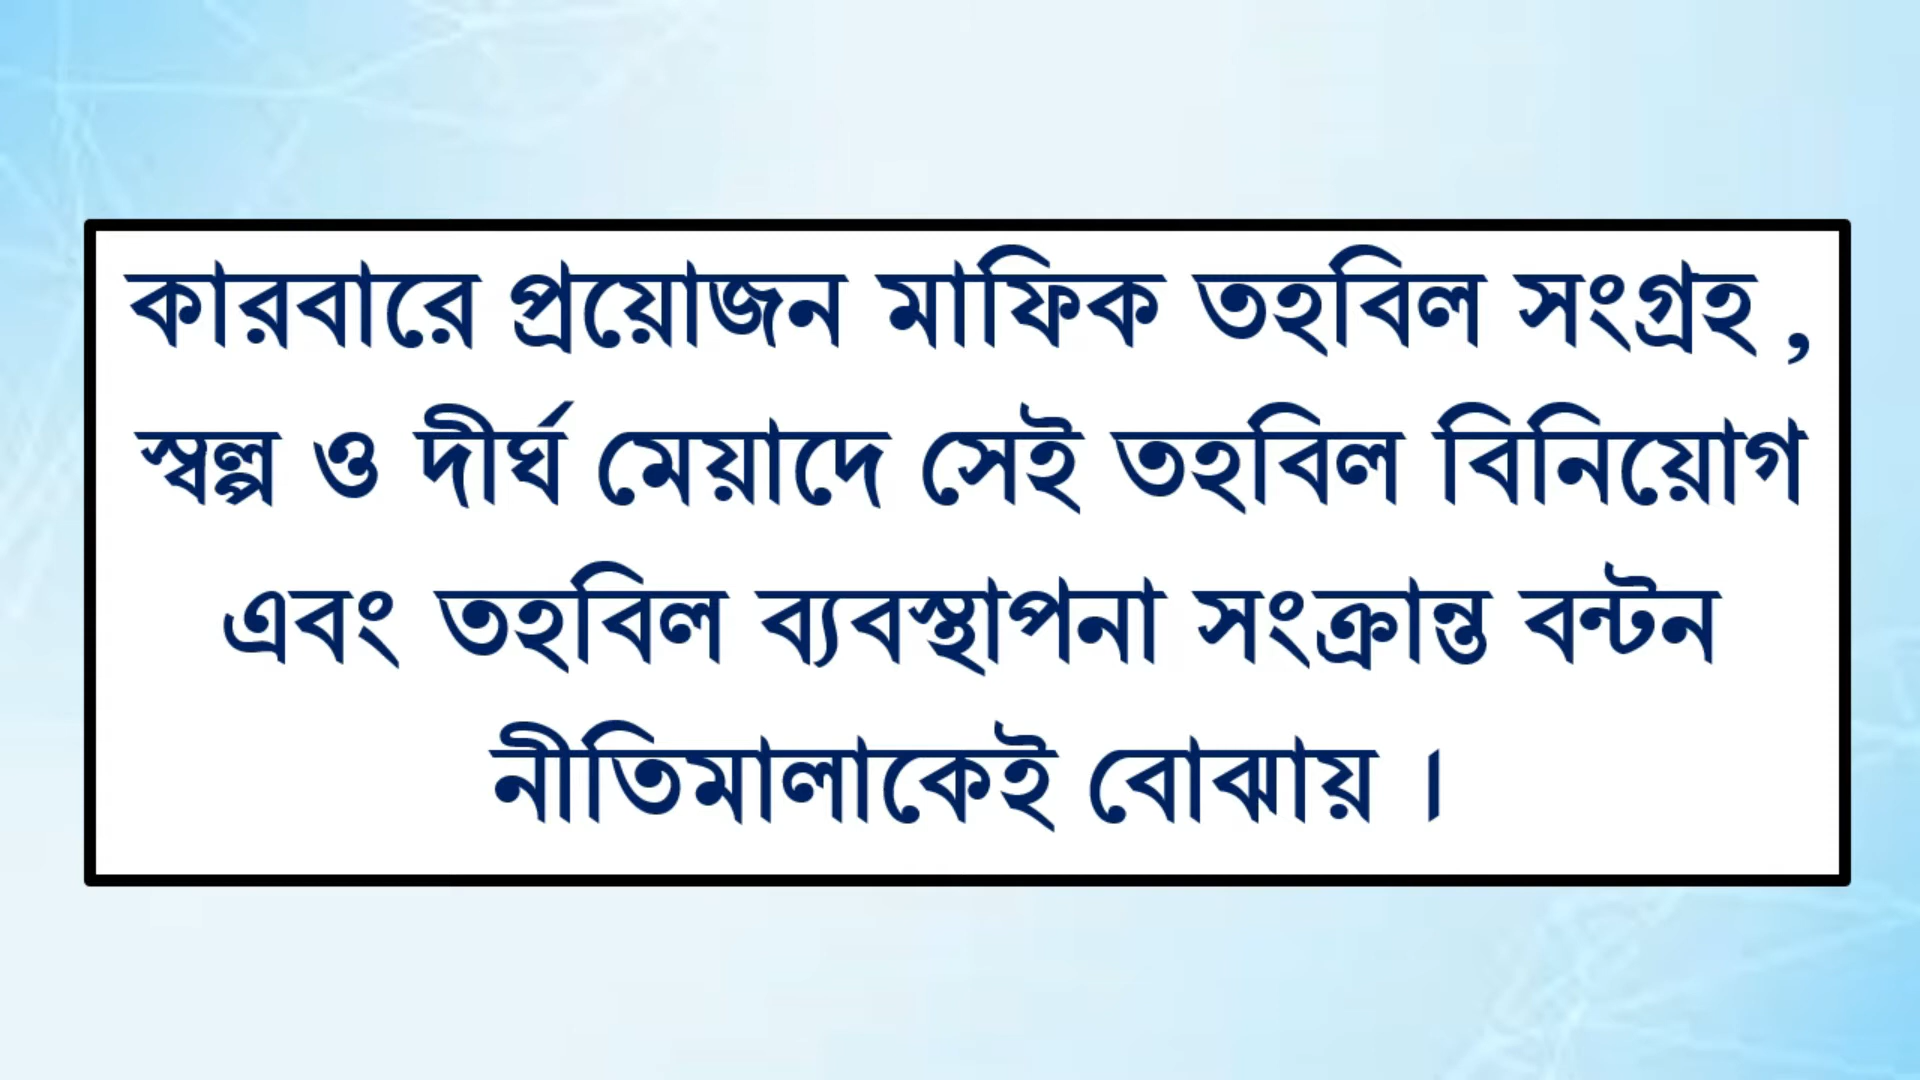 কারবারে প্রয়োজন মাফিক তহবিল সংগ্রহ ,
স্বল্প ও দীর্ঘ মেয়াদে সেই তহবিল বিনিয়োগ
এবং তহবিল ব্যবস্থাপনা সংক্রান্ত বন্টন
নীতিমালাকেই বোঝায় ।